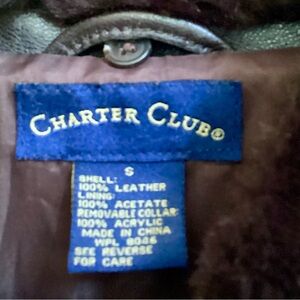 CHARTER CLUB®
S
SHELL:
100% LEATHER
LINING:
100% ACETATE
REMOVABLE COLLAR:
100% ACRYLIC
MADE IN CHINA
WPL 8046
SEE REVERSE
FOR CARE